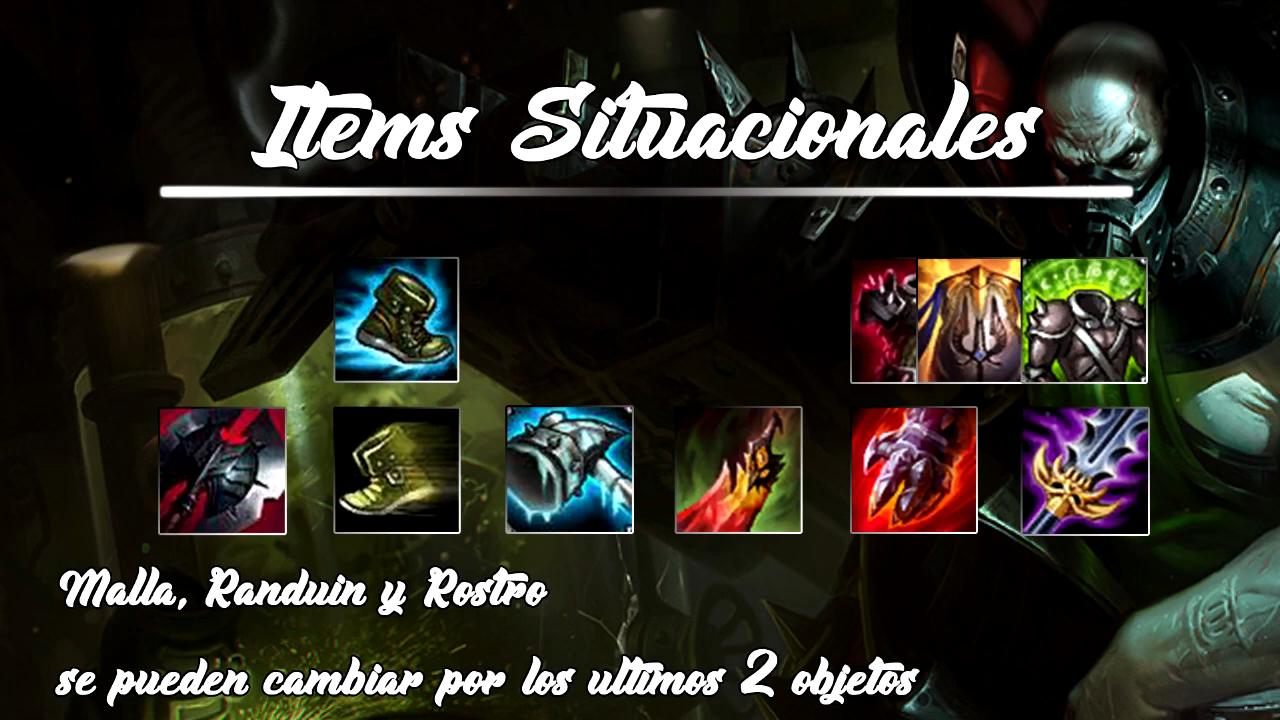 Items Situacionales
Malla, Randuin y Rostro
se pueden cambiar por los ultimos 2 objetos